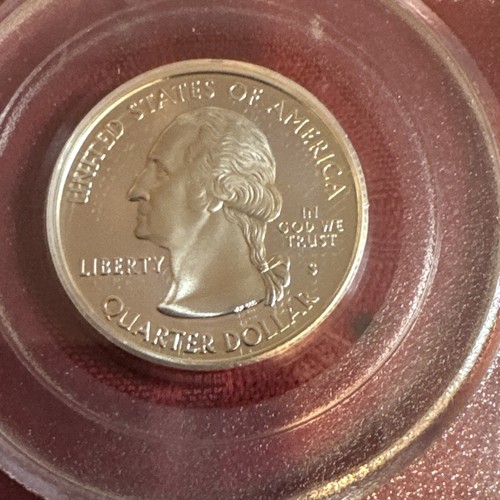 UNITED STATES OF AMERICA
LIBERTY
IN
GOD WE
TRUST
S
QUARTER DOLLAR